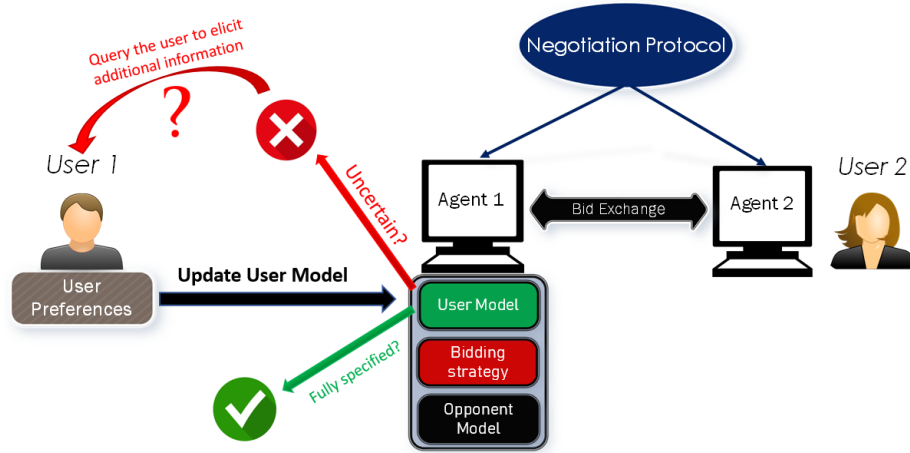 Query the user to elicit
additional information
?
Negotiation Protocol
User 1
User 2
Uncertain?
Agent 1
Bid Exchange
Agent 2
Update User Model
User
Preferences
User Model
Fully specified?
Bidding
strategy
Opponent
Model